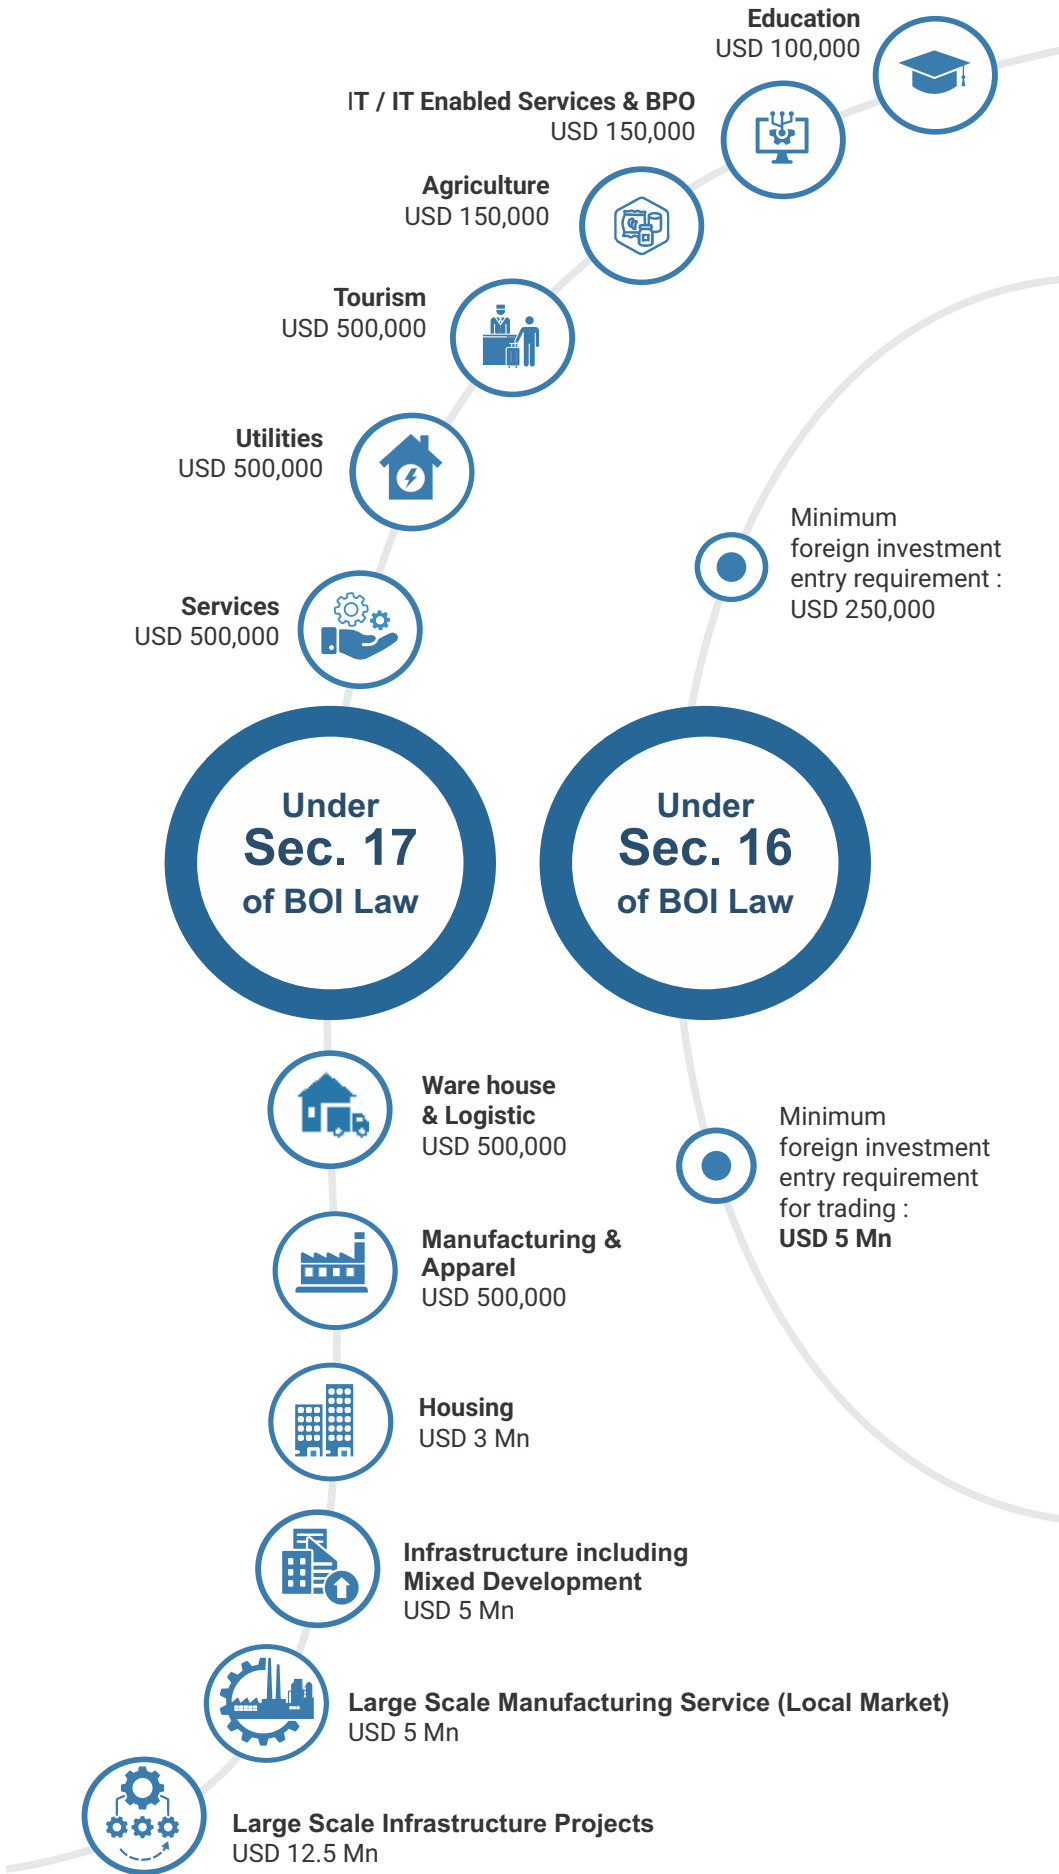 Education
USD 100,000
IT / IT Enabled Services & BPO
USD 150,000
Agriculture
USD 150,000
Tourism
USD 500,000
Utilities
USD 500,000
Services
USD 500,000
Minimum
foreign investment
entry requirement :
USD 250,000
Under
Sec. 17
of BOI Law
Under
Sec. 16
of BOI Law
Ware house
& Logistic
USD 500,000
Minimum
foreign investment
entry requirement
for trading :
USD 5 Mn
Manufacturing &
Apparel
USD 500,000
Housing
USD 3 Mn
Infrastructure including
Mixed Development
USD 5 Mn
Large Scale Manufacturing Service (Local Market)
USD 5 Mn
Large Scale Infrastructure Projects
USD 12.5 Mn